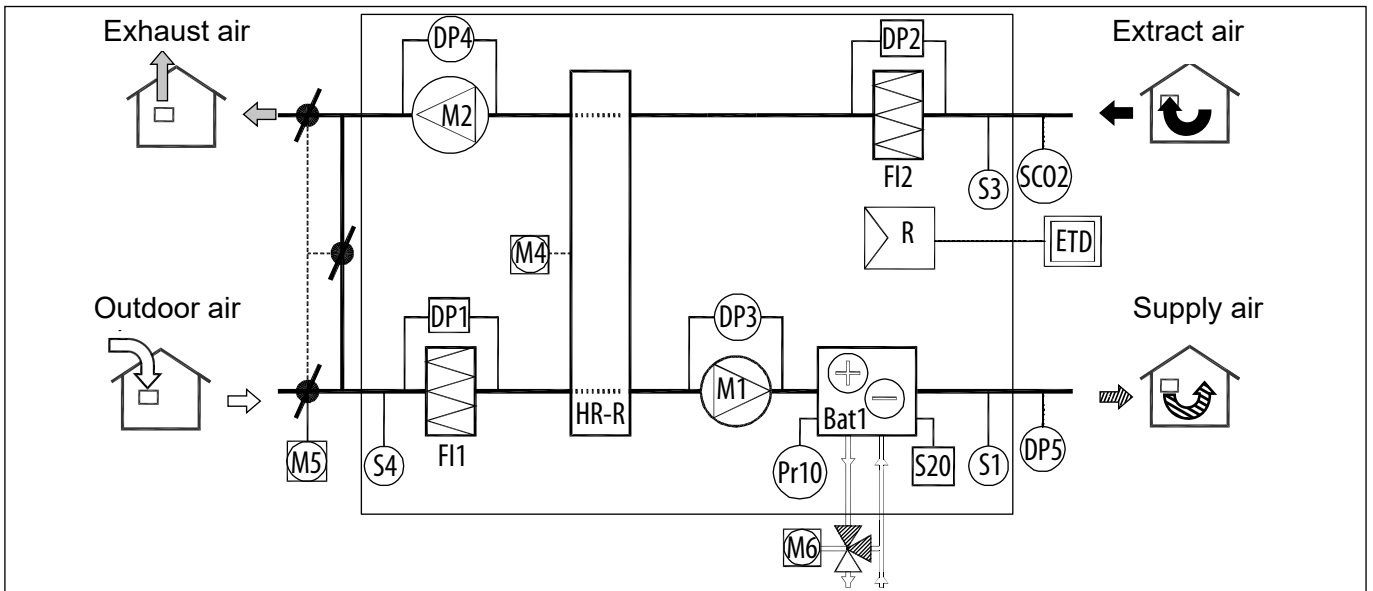 Exhaust air
Extract air
DP4
DP2
M2
FI2
S3
SCO2
R
ETD
M4
Outdoor air
Supply air
DP1
DP3
M1
HR-R
Bat1
FI1
M5
S4
Pr10
S20
S1
DP5
M6